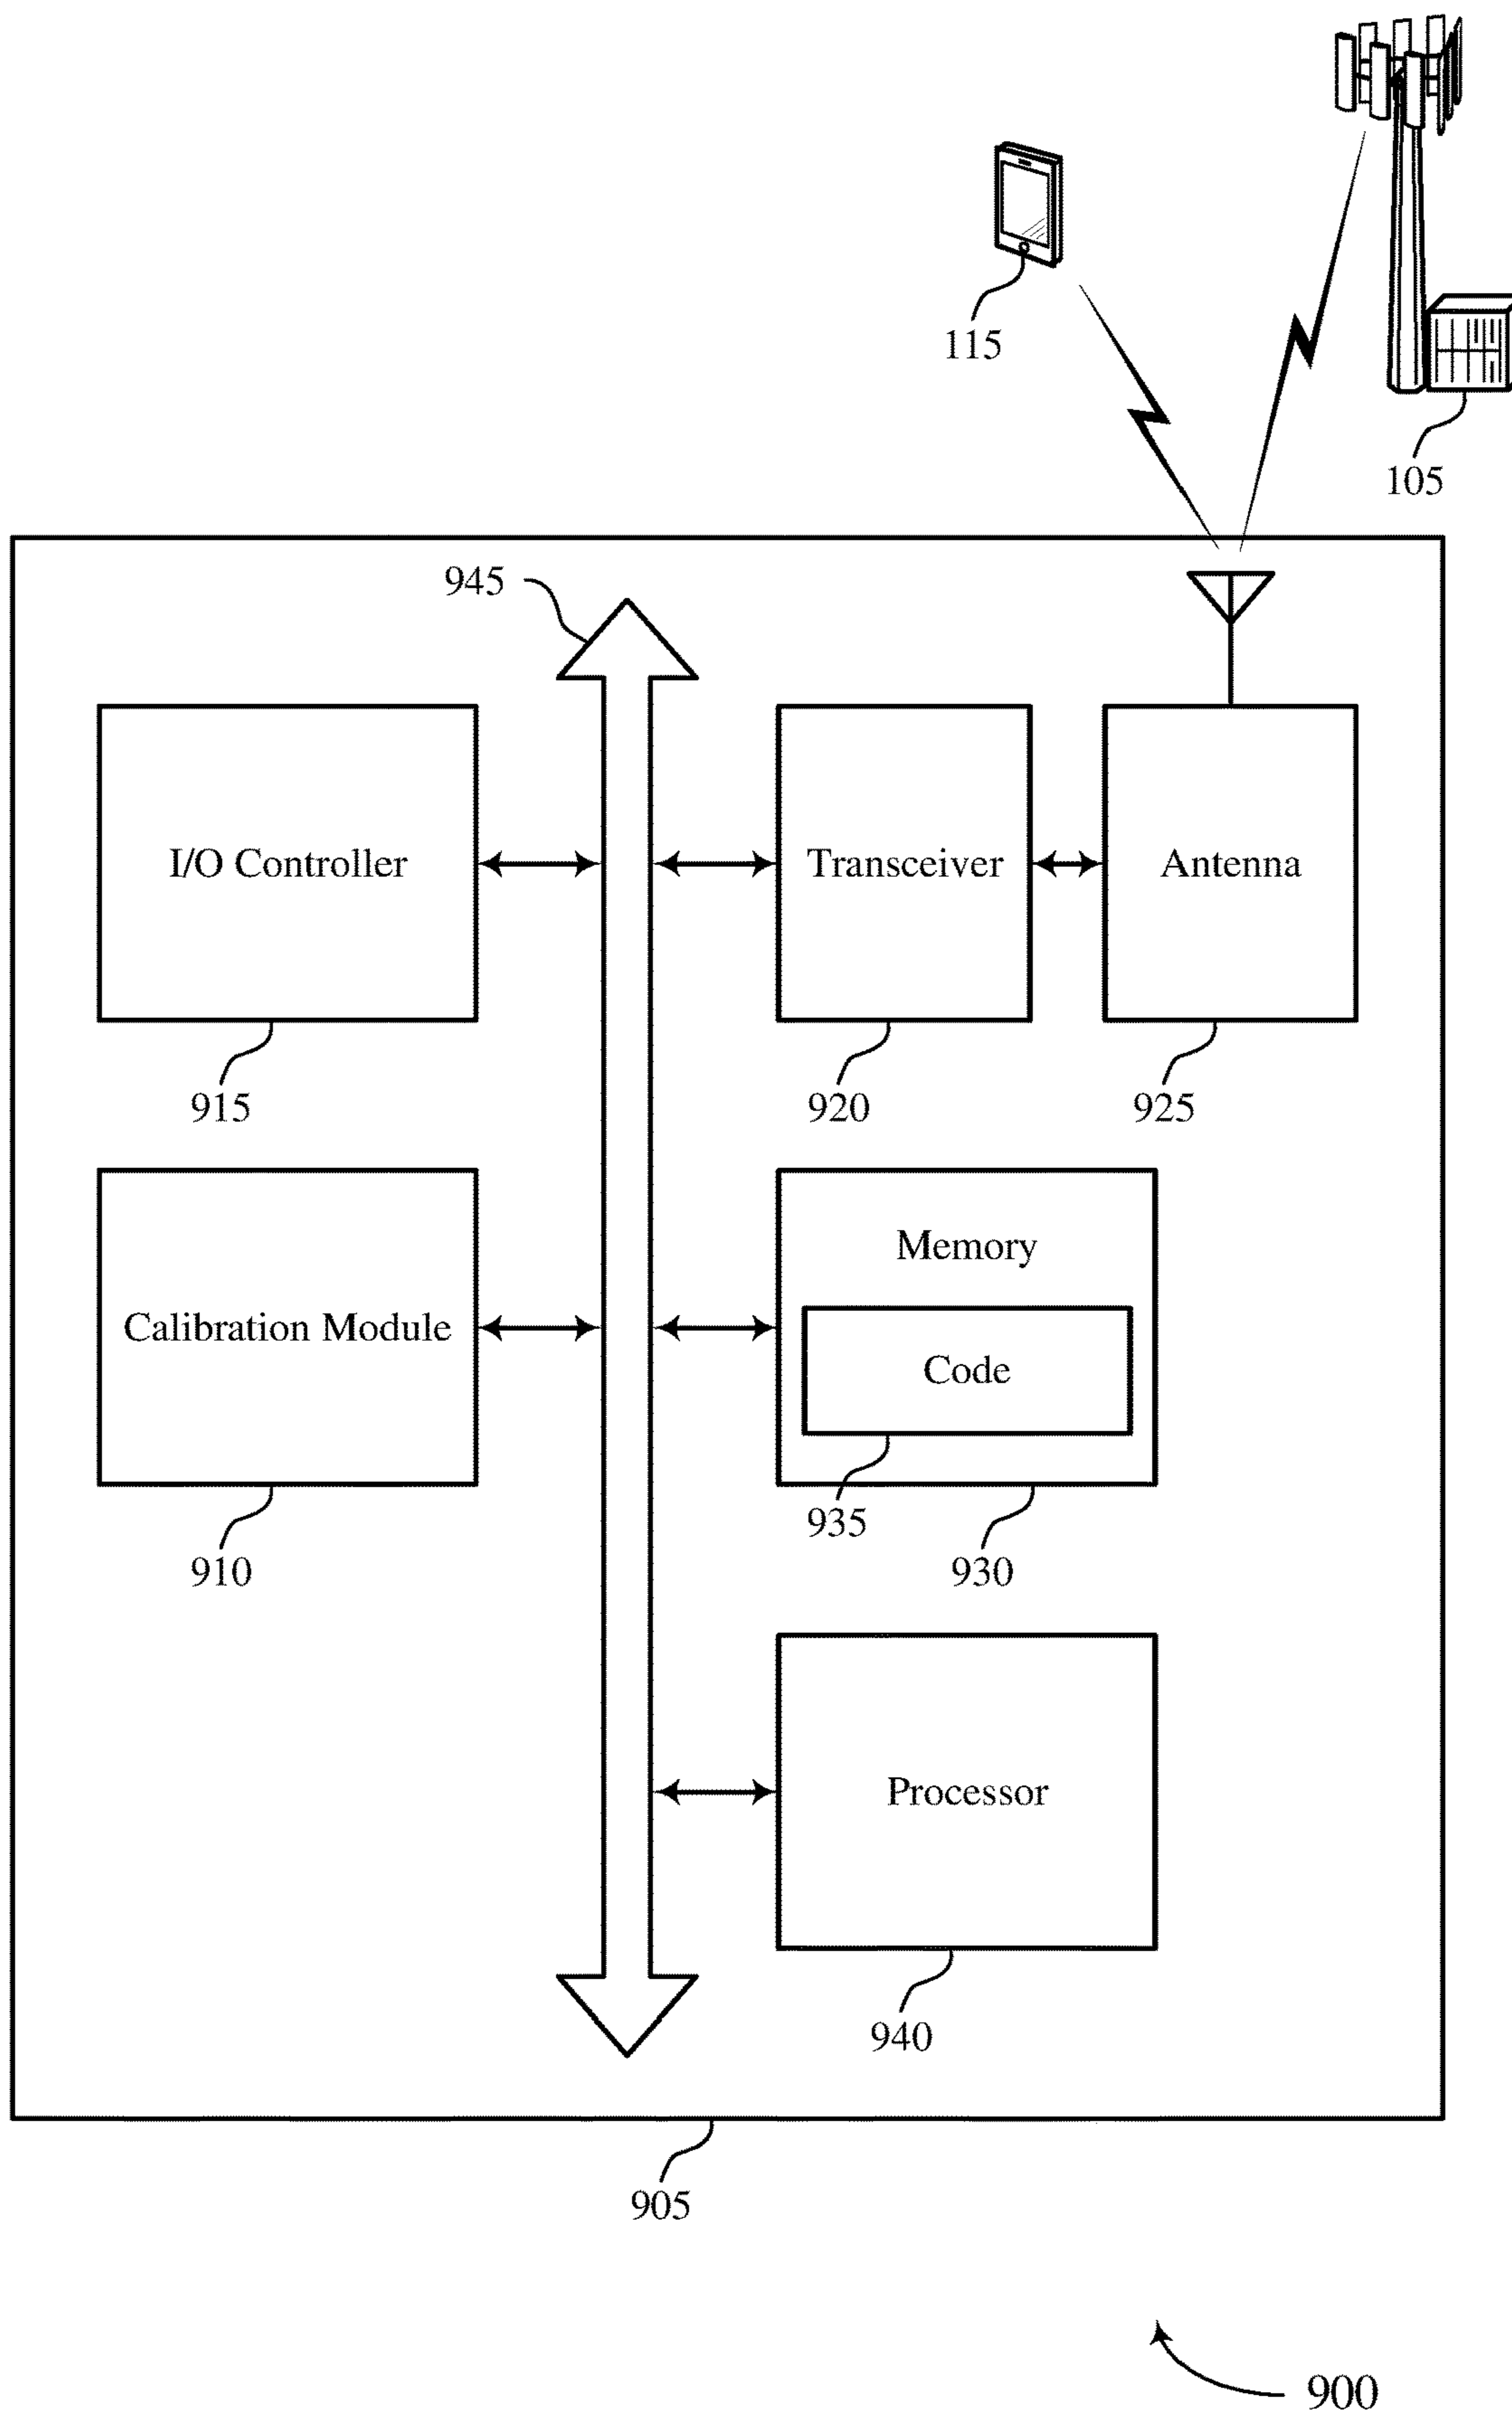 115
105
945
I/O Controller
Transceiver
Antenna
915
920
925
Calibration Module
Memory
Code
935
910
930
Processor
940
905
900